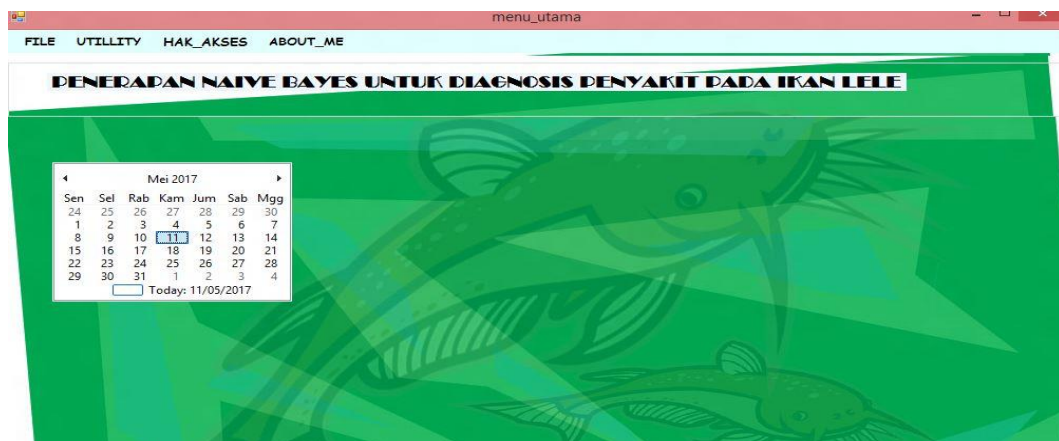 menu_utama
FILE UTILLITY HAK_AKSES ABOUT_ME
PENERAPAN NAIVE BAYES UNTUK DIAGNOSIS PENYAKIT PADA IKAN LELE
Mei 2017
Sen Sel Rab Kam Jum Sab Mgg
24 25 26 27 28 29 30
1 2 3 4 5 6 7
8 9 10 11 12 13 14
15 16 17 18 19 20 21
22 23 24 25 26 27 28
29 30 31 1 2 3 4
Today: 11/05/2017